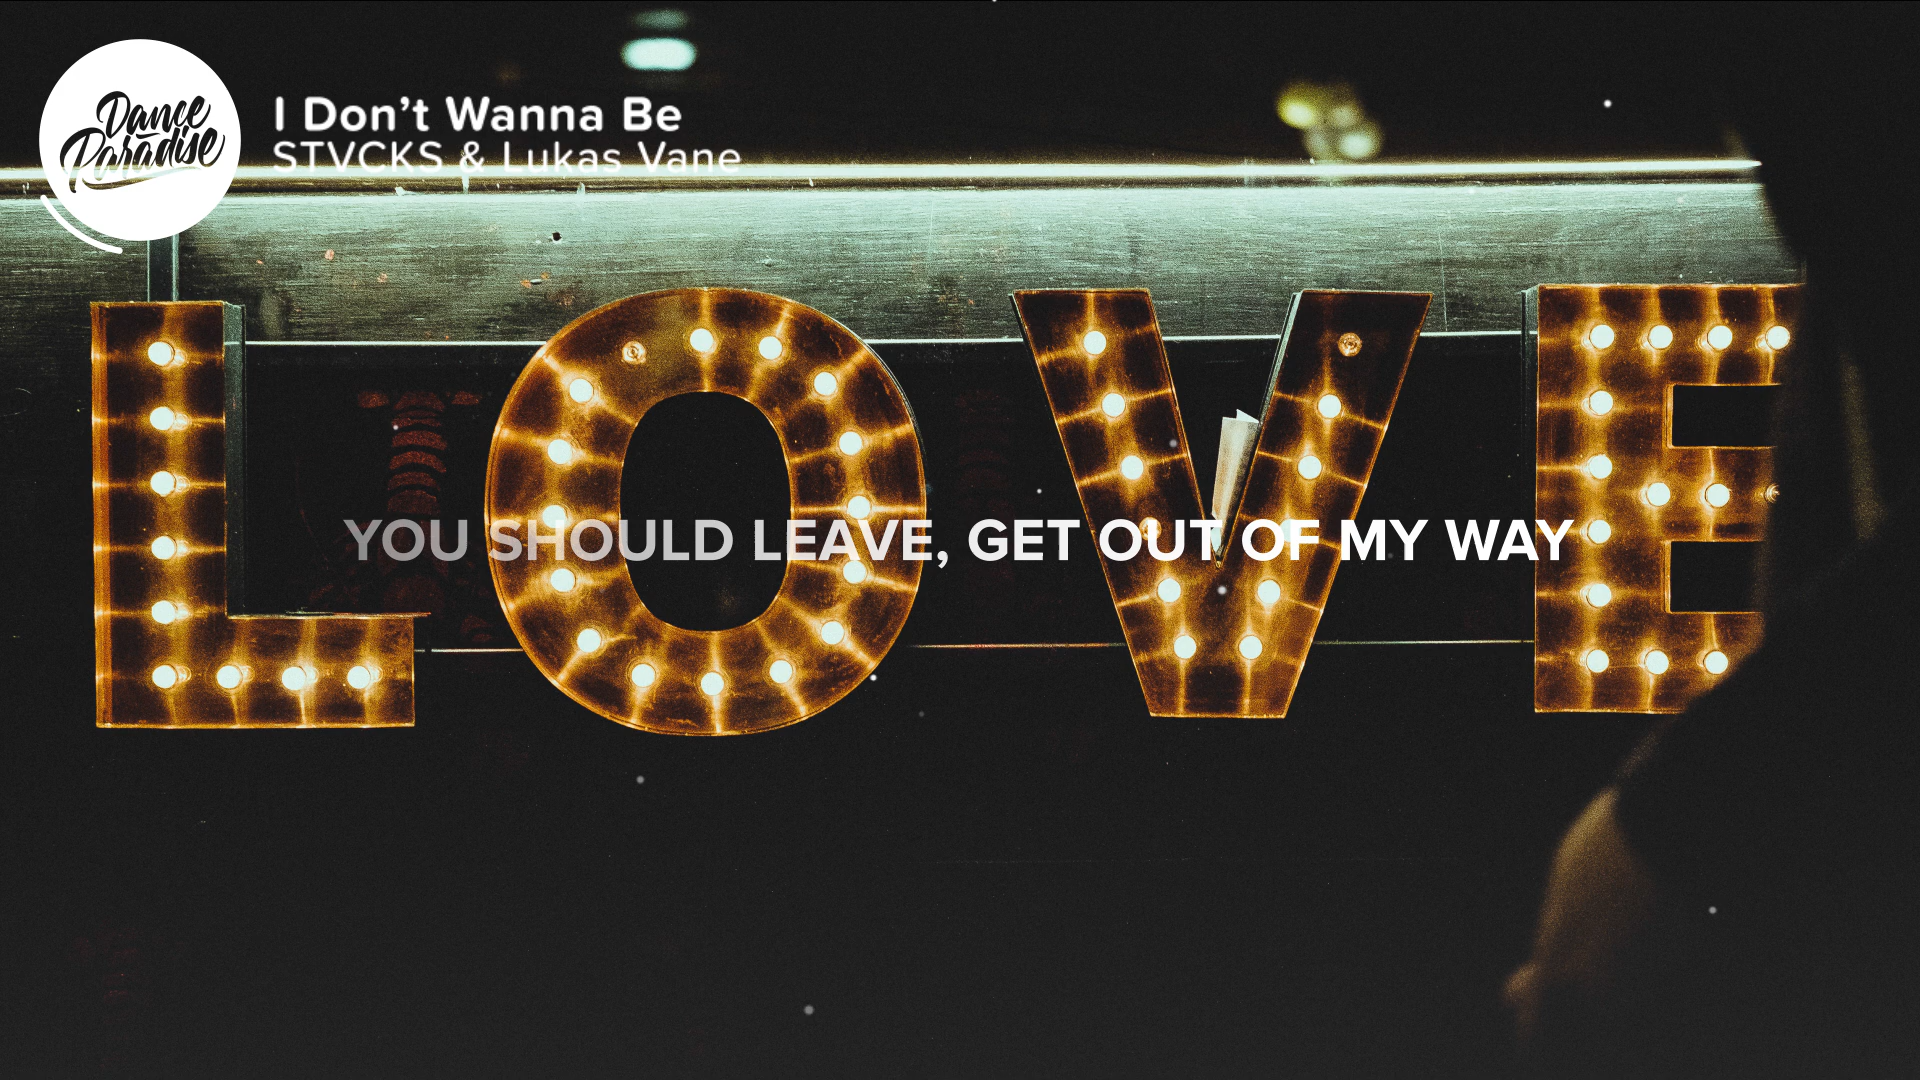 Dance
Paradise
I Don't Wanna Be
STVCKS & Lukas Vane
LOVE
YOU SHOULD LEAVE, GET OUT OF MY WAY